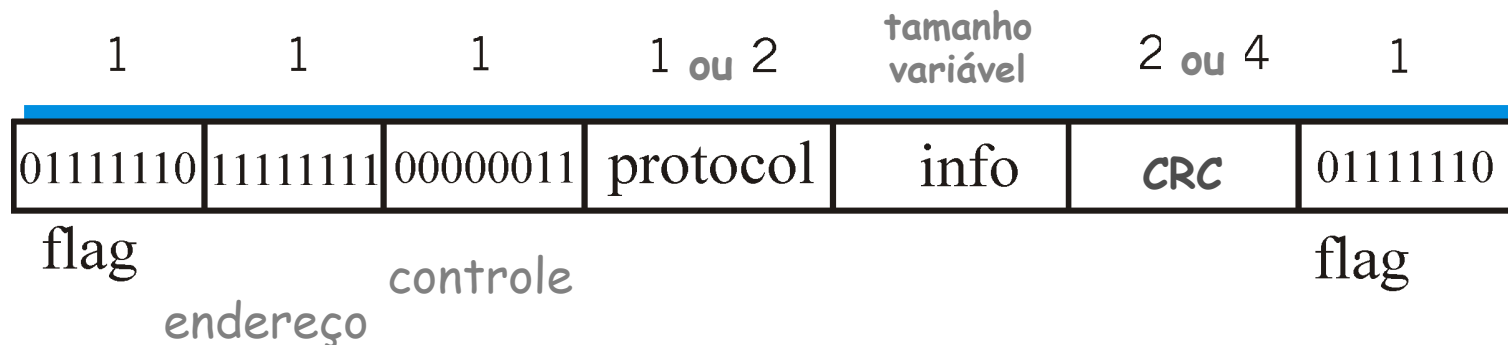 1 1 1 1 ou 2 tamanho variável 2 ou 4 1
01111110 11111111 00000011 protocol info CRC 01111110
flag endereço controle flag